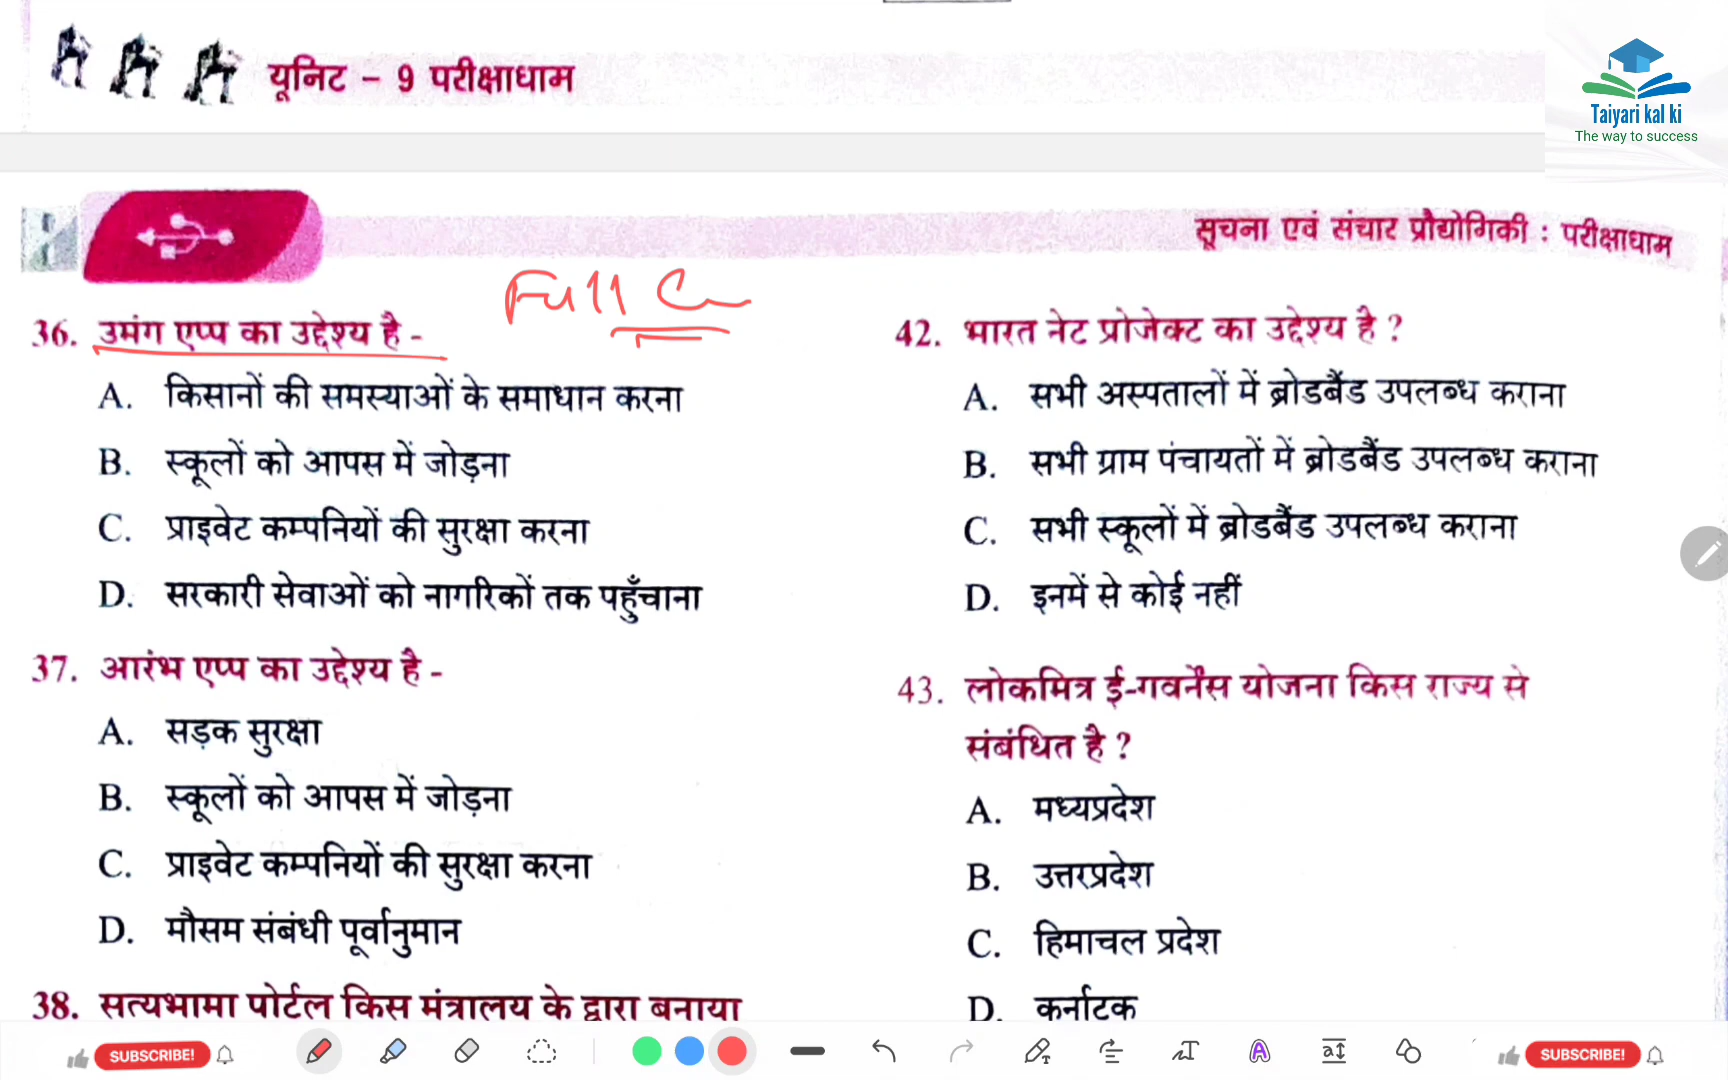 यूनिट – 9 परीक्षाधाम
Taiyari kal ki
The way to success
सूचना एवं संचार प्रौद्योगिकी : परीक्षाधाम
Full
36. उमंग एप्प का उद्देश्य है -
A. किसानों की समस्याओं के समाधान करना
B. स्कूलों को आपस में जोड़ना
C. प्राइवेट कम्पनियों की सुरक्षा करना
D. सरकारी सेवाओं को नागरिकों तक पहुँचाना
37. आरंभ एप्प का उद्देश्य है -
A. सड़क सुरक्षा
B. स्कूलों को आपस में जोड़ना
C. प्राइवेट कम्पनियों की सुरक्षा करना
D. मौसम संबंधी पूर्वानुमान
38. सत्यभामा पोर्टल किस मंत्रालय के द्वारा बनाया
42. भारत नेट प्रोजेक्ट का उद्देश्य है ?
A. सभी अस्पतालों में ब्रोडबैंड उपलब्ध कराना
B. सभी ग्राम पंचायतों में ब्रोडबैंड उपलब्ध कराना
C. सभी स्कूलों में ब्रोडबैंड उपलब्ध कराना
D. इनमें से कोई नहीं
43. लोकमित्र ई-गवर्नेंस योजना किस राज्य से
संबंधित है ?
A. मध्यप्रदेश
B. उत्तरप्रदेश
C. हिमाचल प्रदेश
D. कर्नाटक
SUBSCRIBE!
SUBSCRIBE!